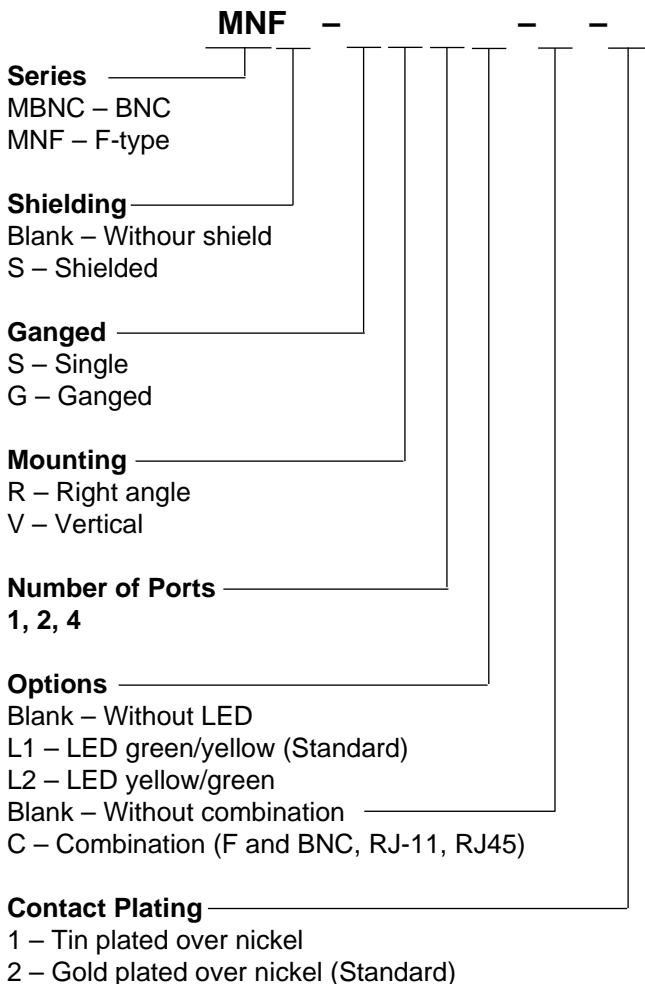 MNF – – –
Series
MBNC – BNC
MNF – F-type
Shielding
Blank – Withour shield
S – Shielded
Ganged
S – Single
G – Ganged
Mounting
R – Right angle
V – Vertical
Number of Ports
1, 2, 4
Options
Blank – Without LED
L1 – LED green/yellow (Standard)
L2 – LED yellow/green
Blank – Without combination
C – Combination (F and BNC, RJ-11, RJ45)
Contact Plating
1 – Tin plated over nickel
2 – Gold plated over nickel (Standard)